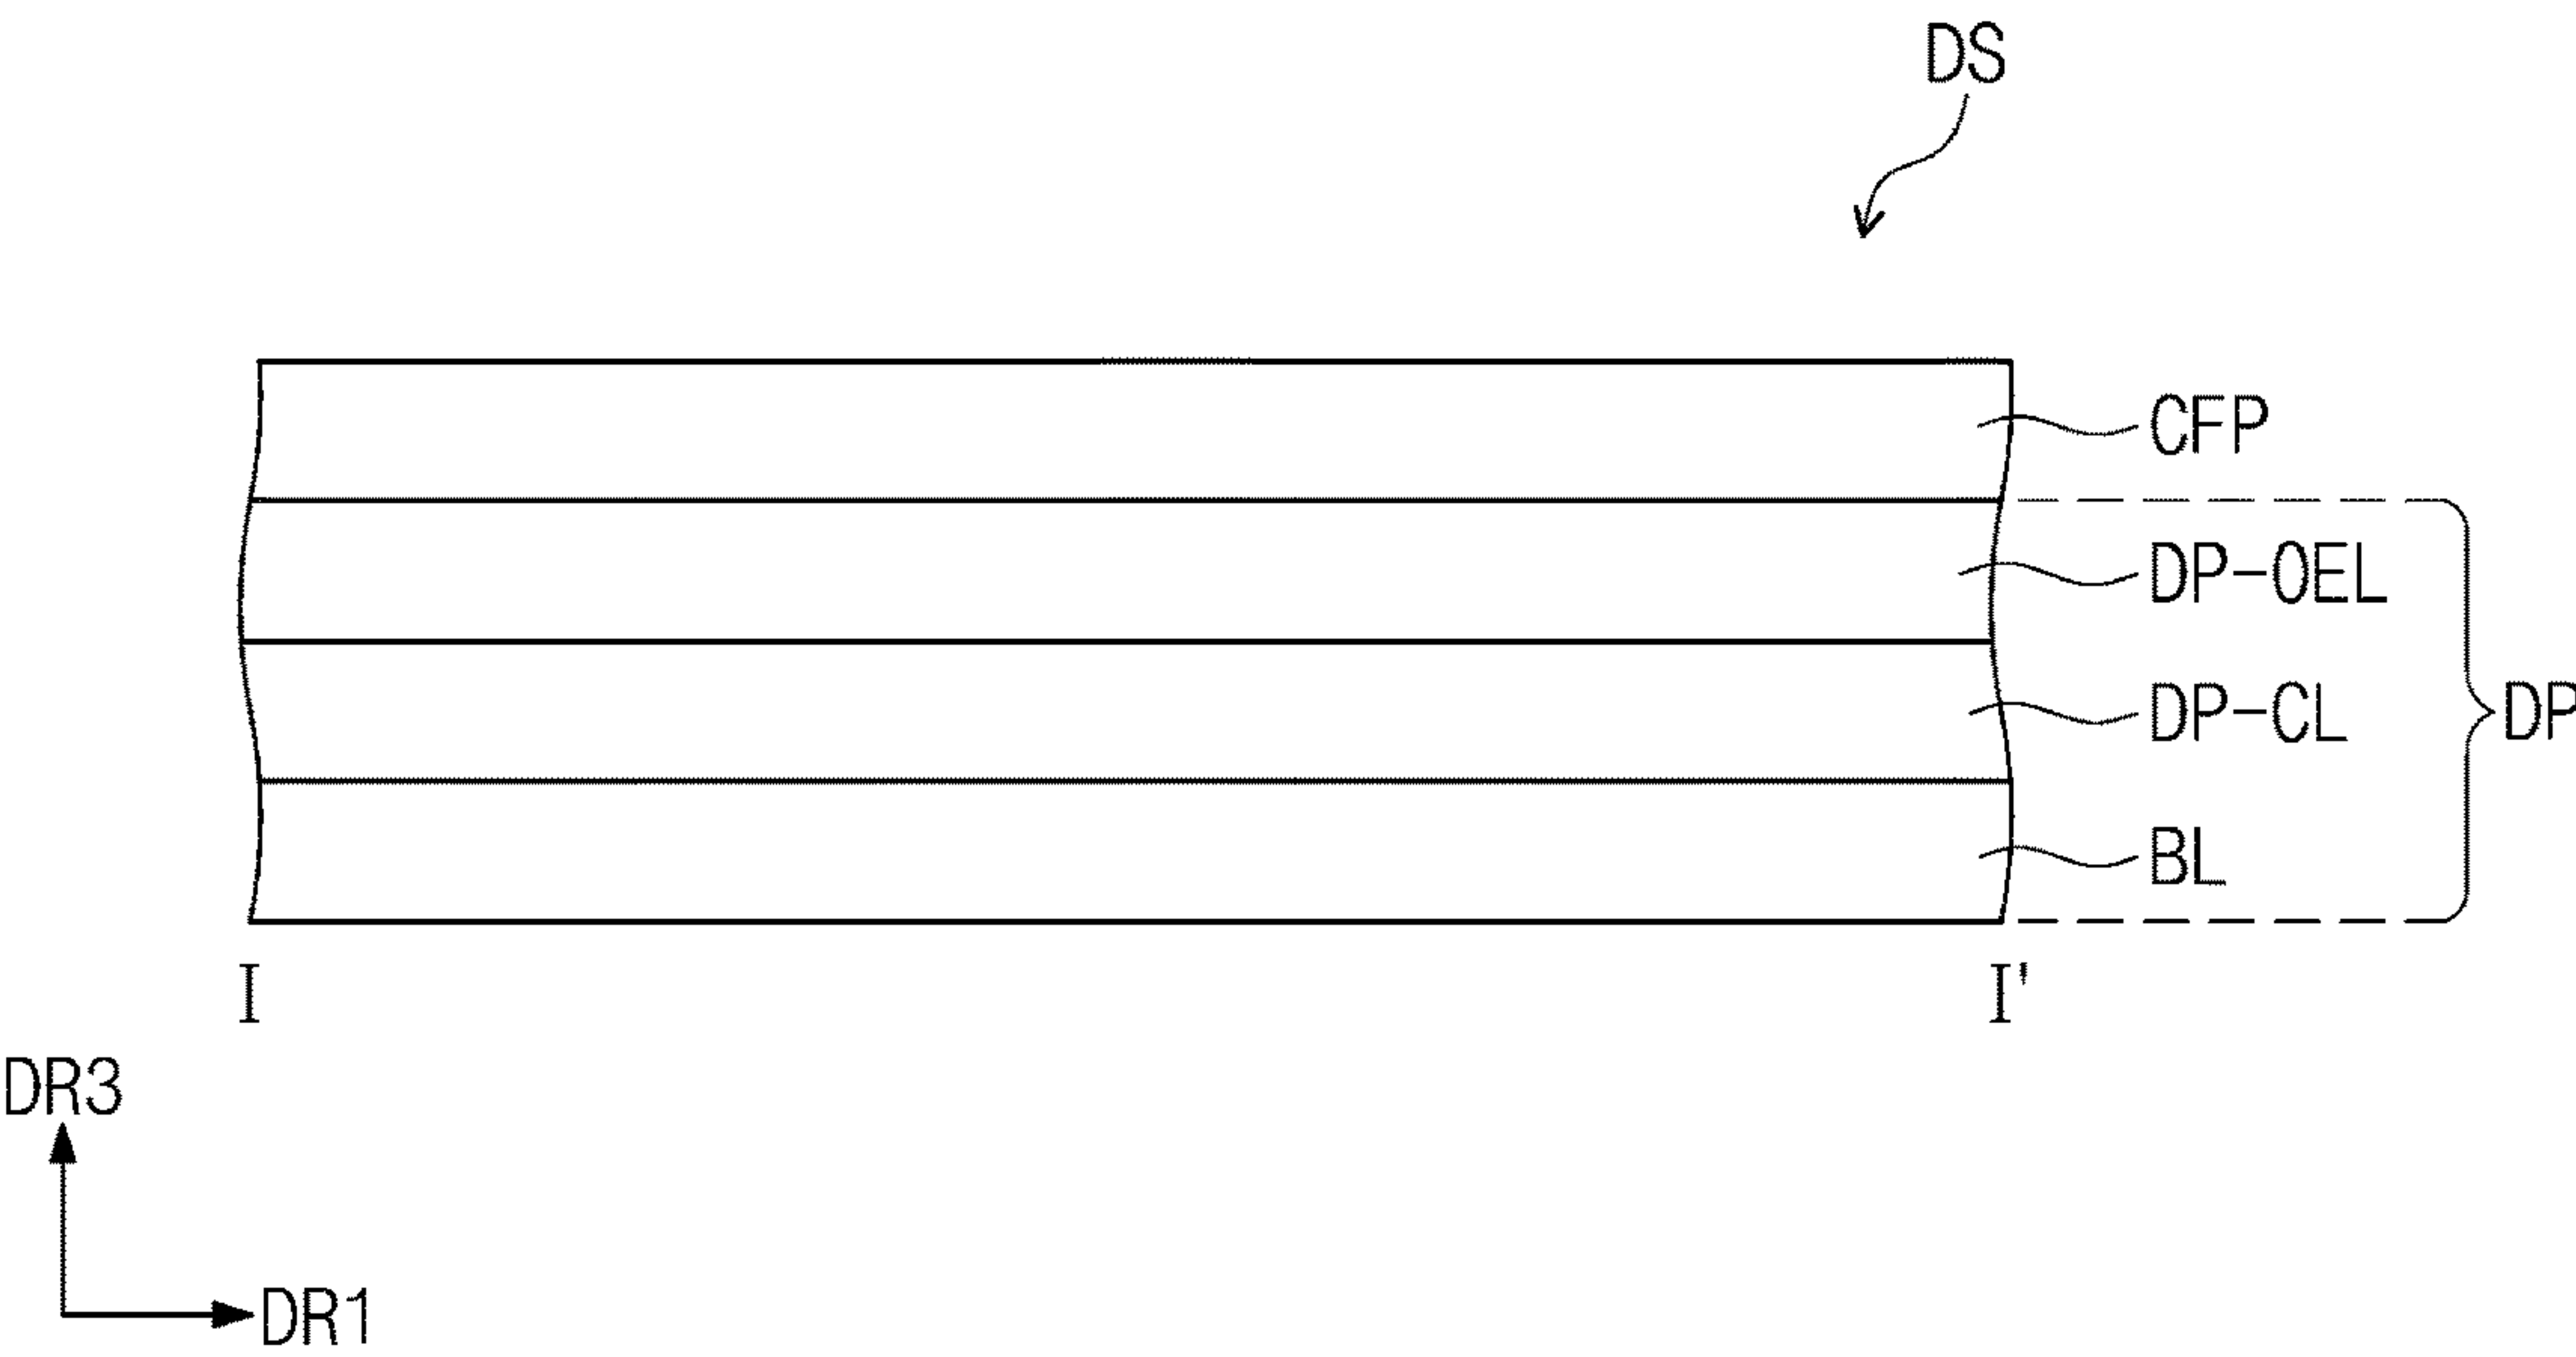 DS
CFP
DP-OEL
DP-CL
DP
BL
I
I'
DR3
DR1